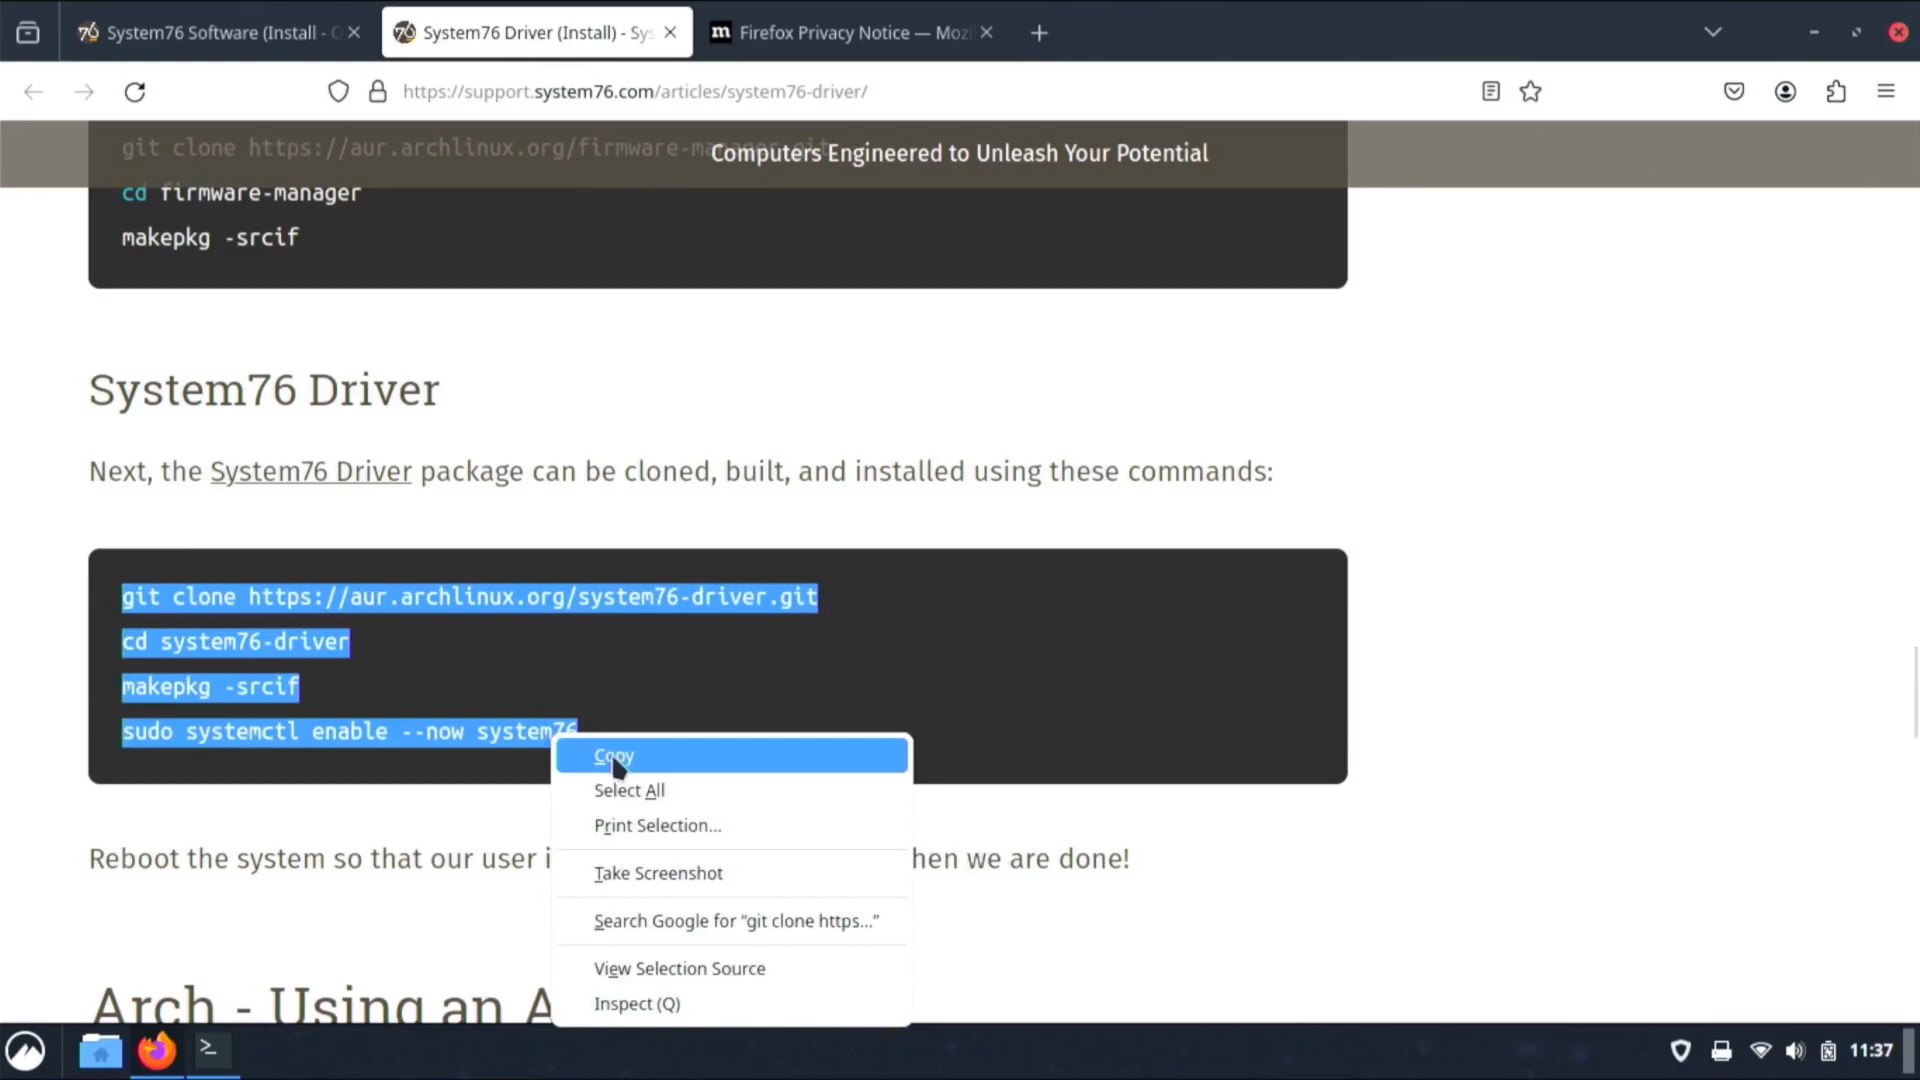 System76 Software (Install -
System76 Driver (Install) - Sys
m
Firefox Privacy Notice — Mozi
https://support.system76.com/articles/system76-driver/
git clone https://aur.archlinux.org/firmware-manager.git
Computers Engineered to Unleash Your Potential
cd firmware-manager
makepkg -srcif
System76 Driver
Next, the System76 Driver package can be cloned, built, and installed using these commands:
git clone https://aur.archlinux.org/system76-driver.git
cd system76-driver
makepkg -srcif
sudo systemctl enable --now system76
Copy
Select All
Print Selection...
Reboot the system so that our user i
hen we are done!
Take Screenshot
Search Google for “git clone https...”
View Selection Source
Arch - Using an A
Inspect (Q)
11:37